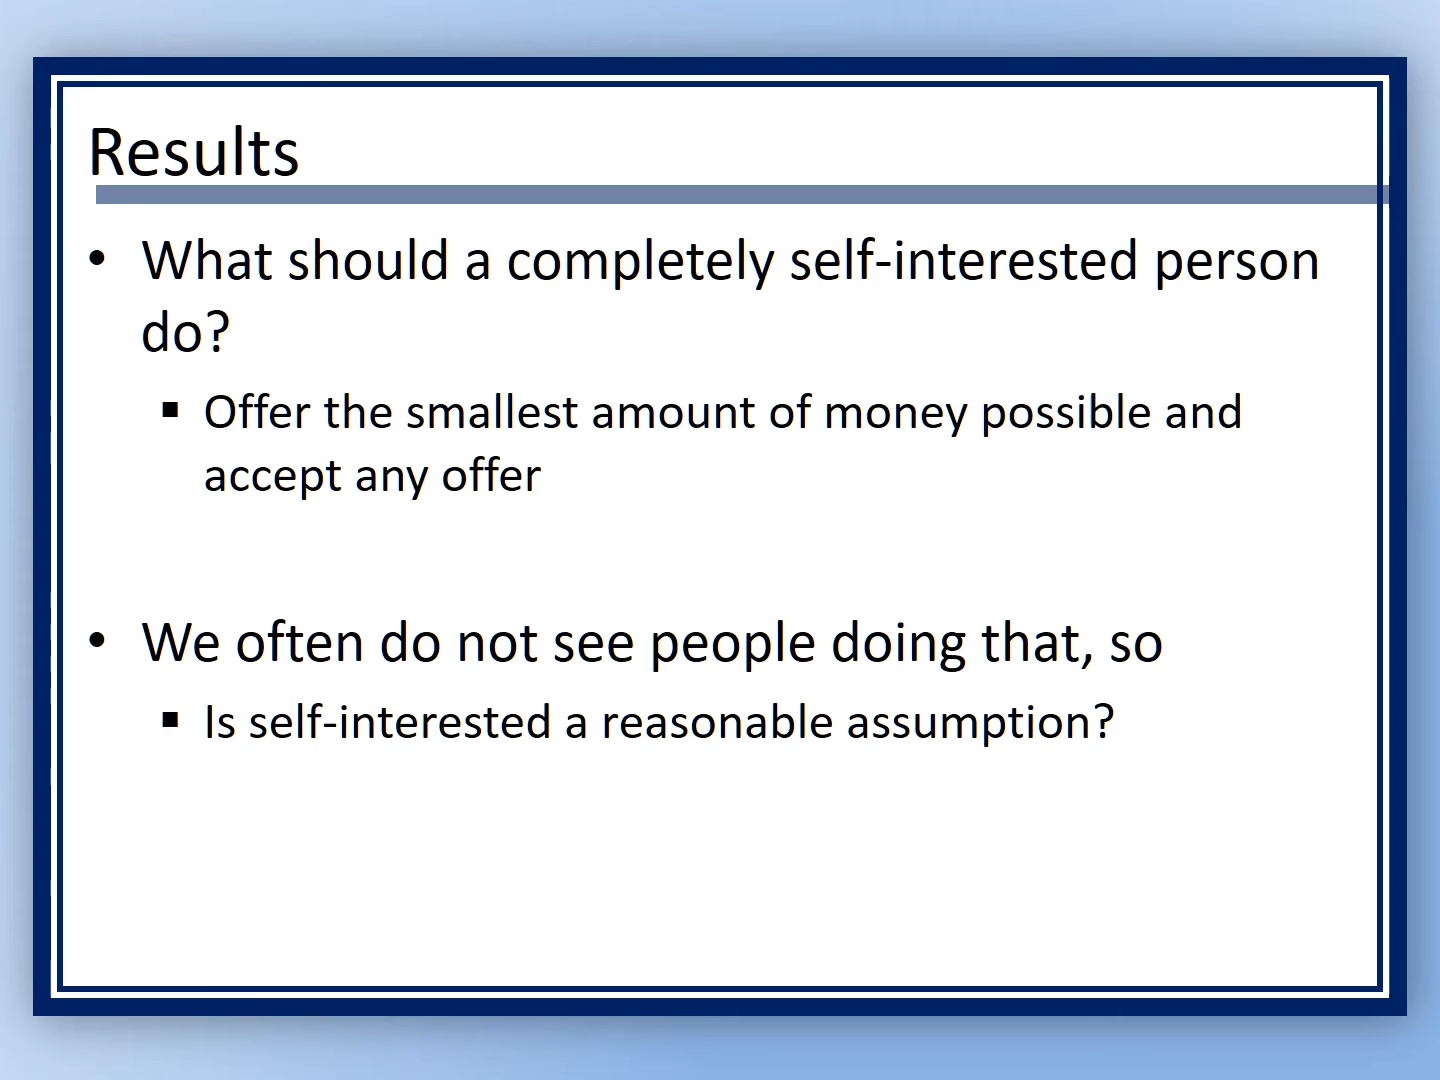 Results
• What should a completely self-interested person
do?
▪ Offer the smallest amount of money possible and
accept any offer
• We often do not see people doing that, so
▪ Is self-interested a reasonable assumption?